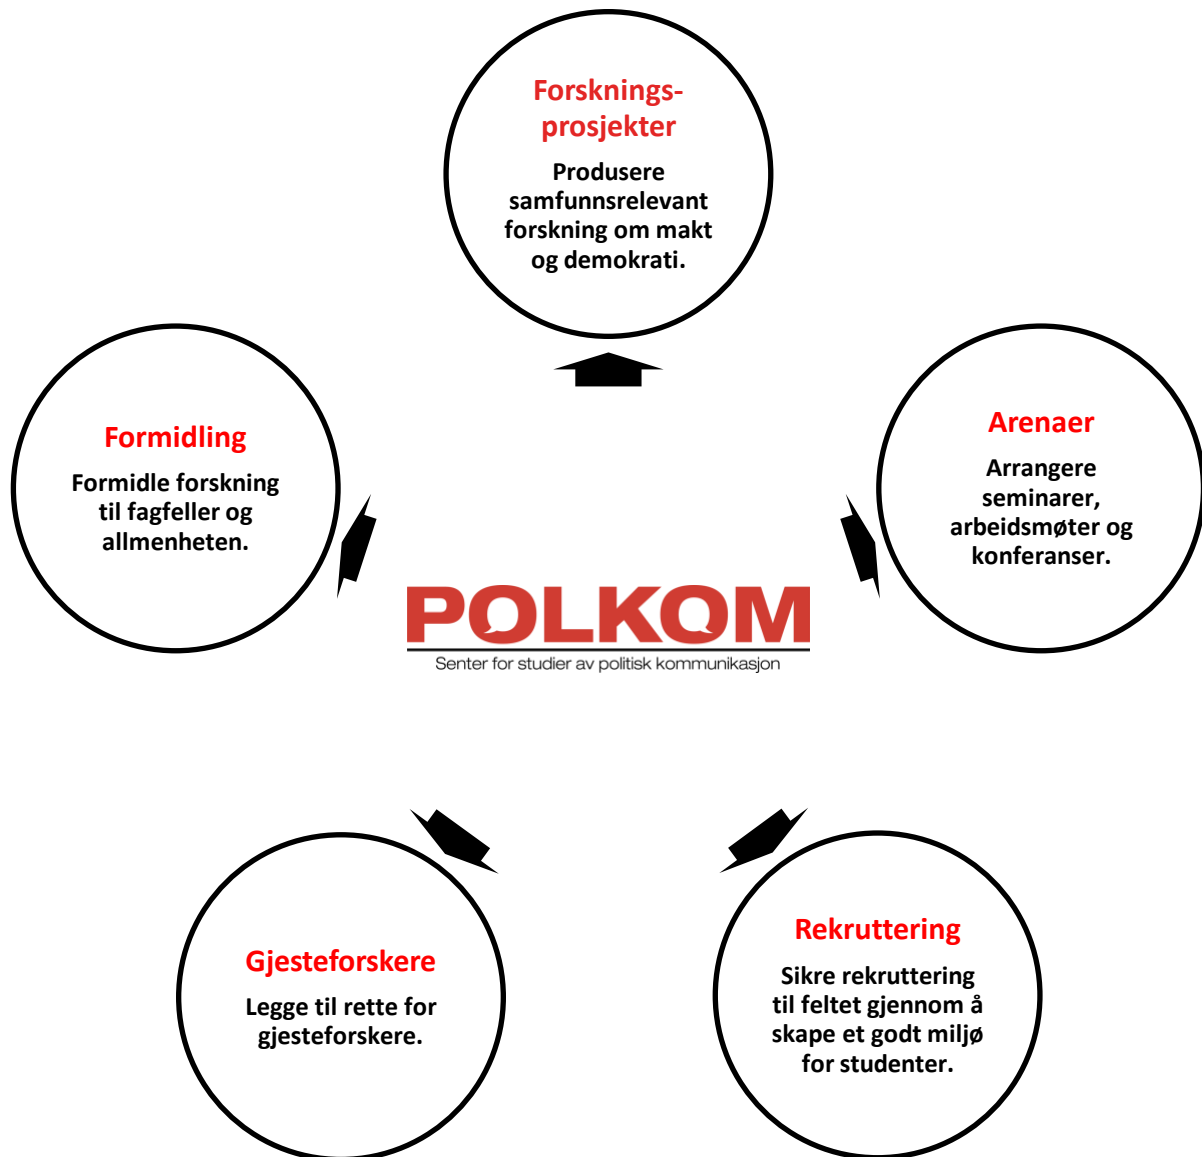 Forsknings-
prosjekter
Produsere
samfunnsrelevant
forskning om makt
og demokrati.
Formidling
Formidle forskning
til fagfeller og
allmenheten.
Arenaer
Arrangere
seminarer,
arbeidsmøter og
konferanser.
POLKOM
Senter for studier av politisk kommunikasjon
Gjesteforskere
Legge til rette for
gjesteforskere.
Rekruttering
Sikre rekruttering
til feltet gjennom å
skape et godt miljø
for studenter.